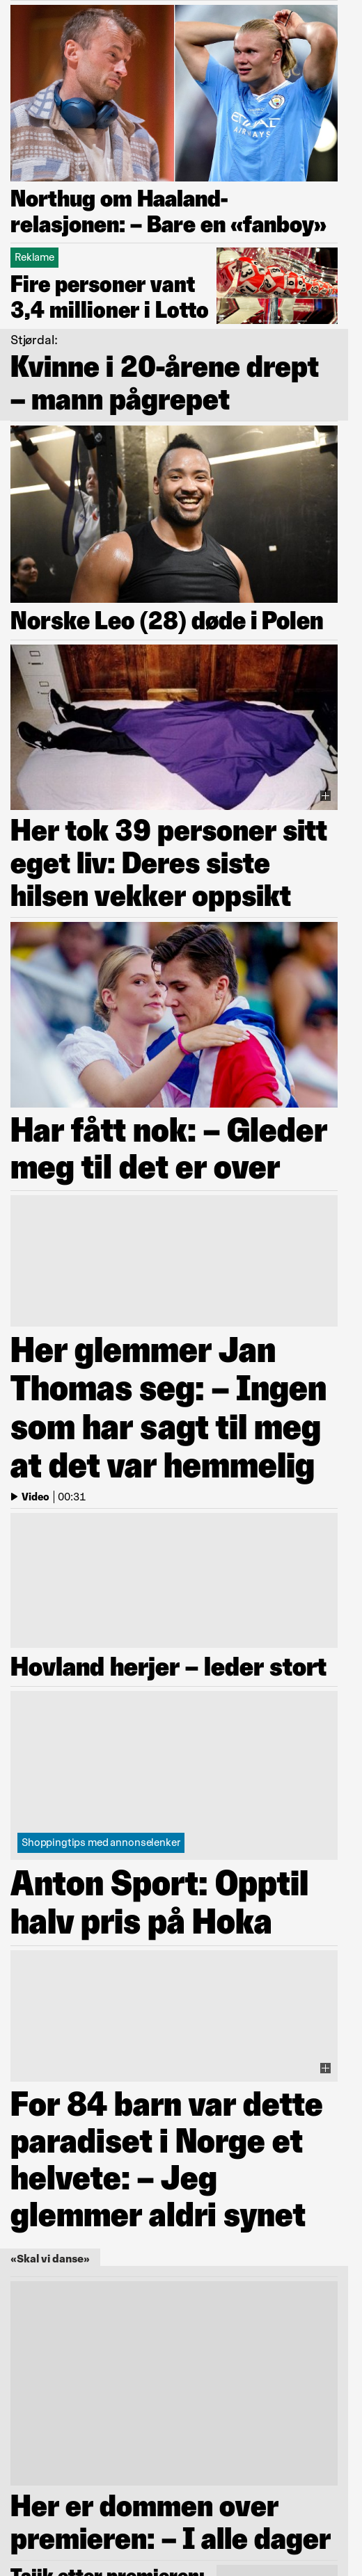 Northug om Haaland-
relasjonen: – Bare en «fanboy»
Reklame
Fire personer vant
3,4 millioner i Lotto
Stjørdal:
Kvinne i 20-årene drept
– mann pågrepet
Norske Leo (28) døde i Polen
Her tok 39 personer sitt
eget liv: Deres siste
hilsen vekker oppsikt
Har fått nok: – Gleder
meg til det er over
Her glemmer Jan
Thomas seg: – Ingen
som har sagt til meg
at det var hemmelig
Video | 00:31
Hovland herjer – leder stort
Shoppingtips med annonselenker
Anton Sport: Opptil
halv pris på Hoka
For 84 barn var dette
paradiset i Norge et
helvete: – Jeg
glemmer aldri synet
«Skal vi danse»
Her er dommen over
premieren: – I alle dager
etter premieren: